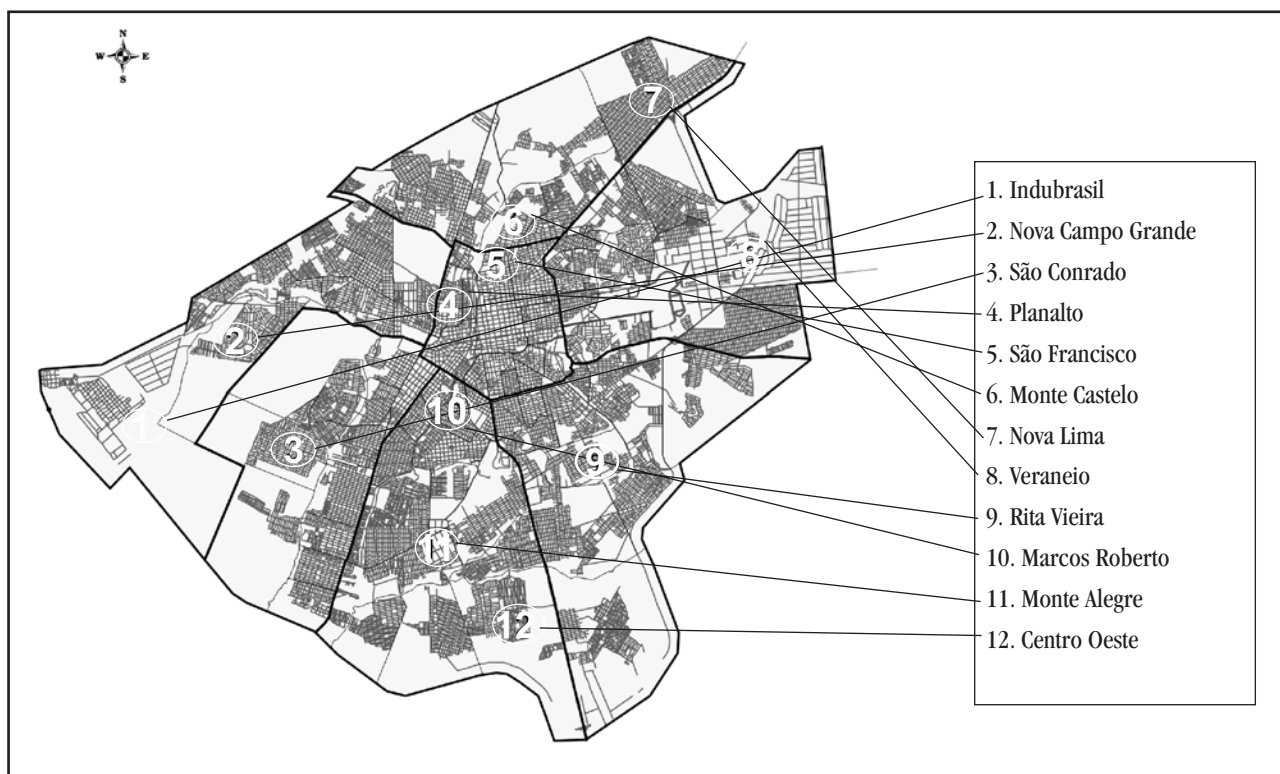 N
W E
S
7
6
8
5
4
2
10
1
3
9
11
12
1. Indubrasil
2. Nova Campo Grande
3. São Conrado
4. Planalto
5. São Francisco
6. Monte Castelo
7. Nova Lima
8. Veraneio
9. Rita Vieira
10. Marcos Roberto
11. Monte Alegre
12. Centro Oeste